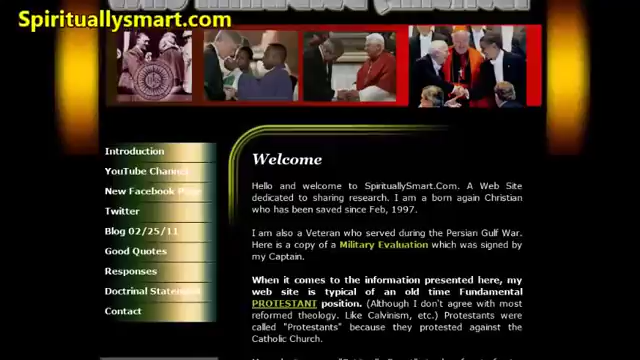 Spirituallysmart.com
Introduction
YouTube Channel
New Facebook
Twitter
Blog 02/25/11
Good Quotes
Responses
Doctrinal Statement
Contact
Welcome
Hello and welcome to SpirituallySmart.Com. A Web Site
dedicated to sharing research. I am a born again Christian
who has been saved since Feb, 1997.
I am also a Veteran who served during the Persian Gulf War.
Here is a copy of a Military Evaluation which was signed by
my Captain.
When it comes to the information presented here, my
web site is typical of an old time Fundamental
PROTESTANT position. (Although I don't agree with most
reformed theology. Like Calvinism, etc.) Protestants were
called "Protestants" because they protested against the
Catholic Church.